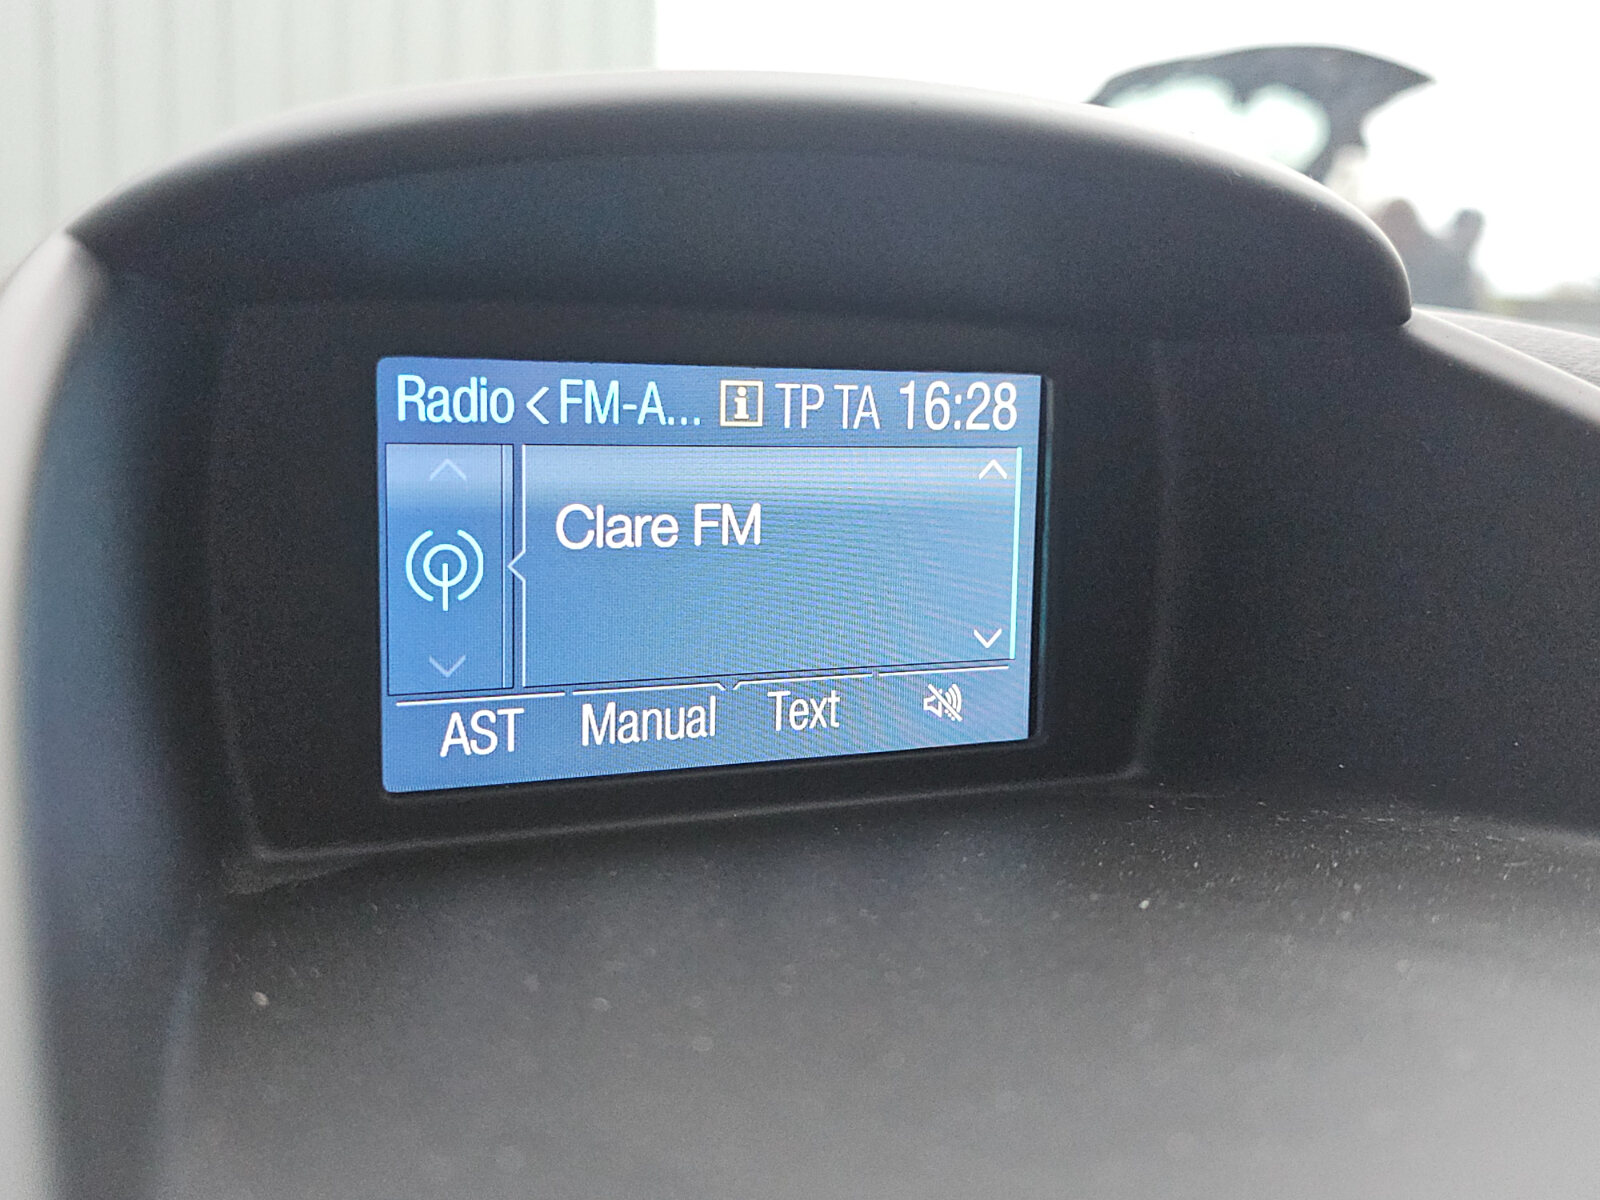 Radio < FM-A... i TP TA 16:28
Clare FM
AST Manual Text